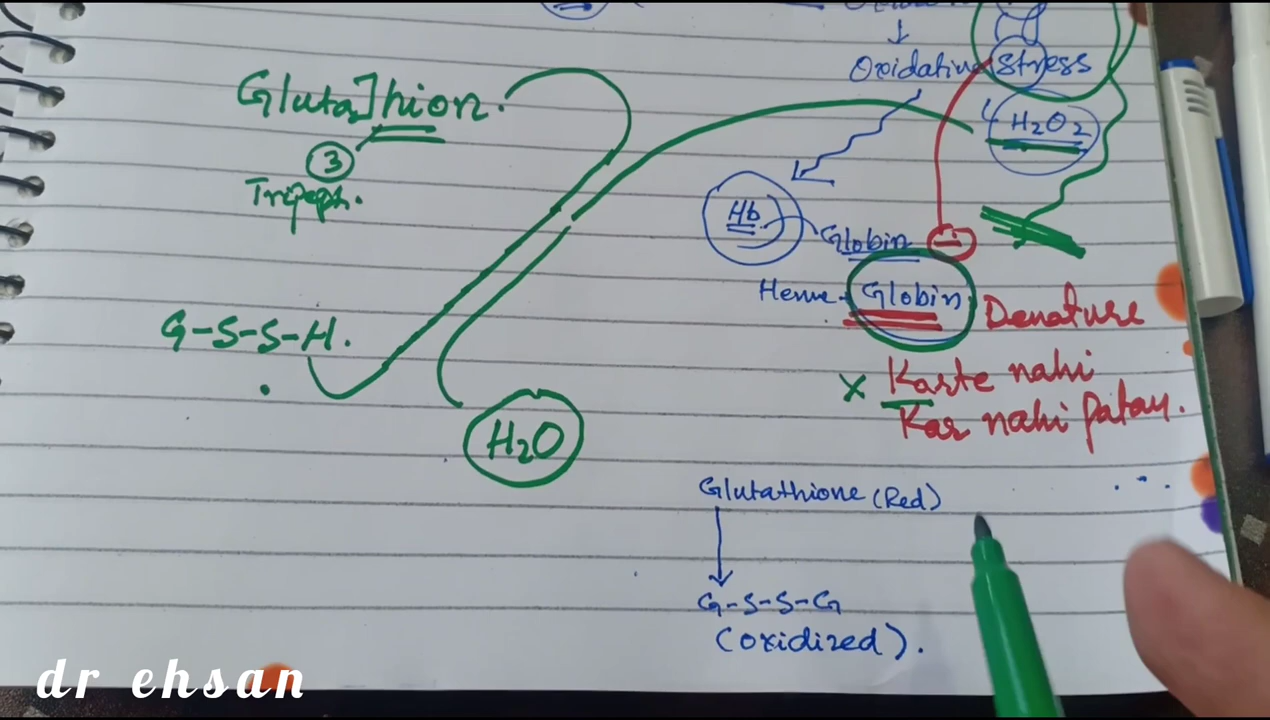 Oxidative Stress
Glutathion.
H2O2
3
Tripep.
Hb
Globin
Heme - Globin
Denature
G-S-S-H.
x Karte nahi
Kar nahi patay.
H2O
Glutathione (Red)
G-S-S-G
(oxidized).
dr ehsan